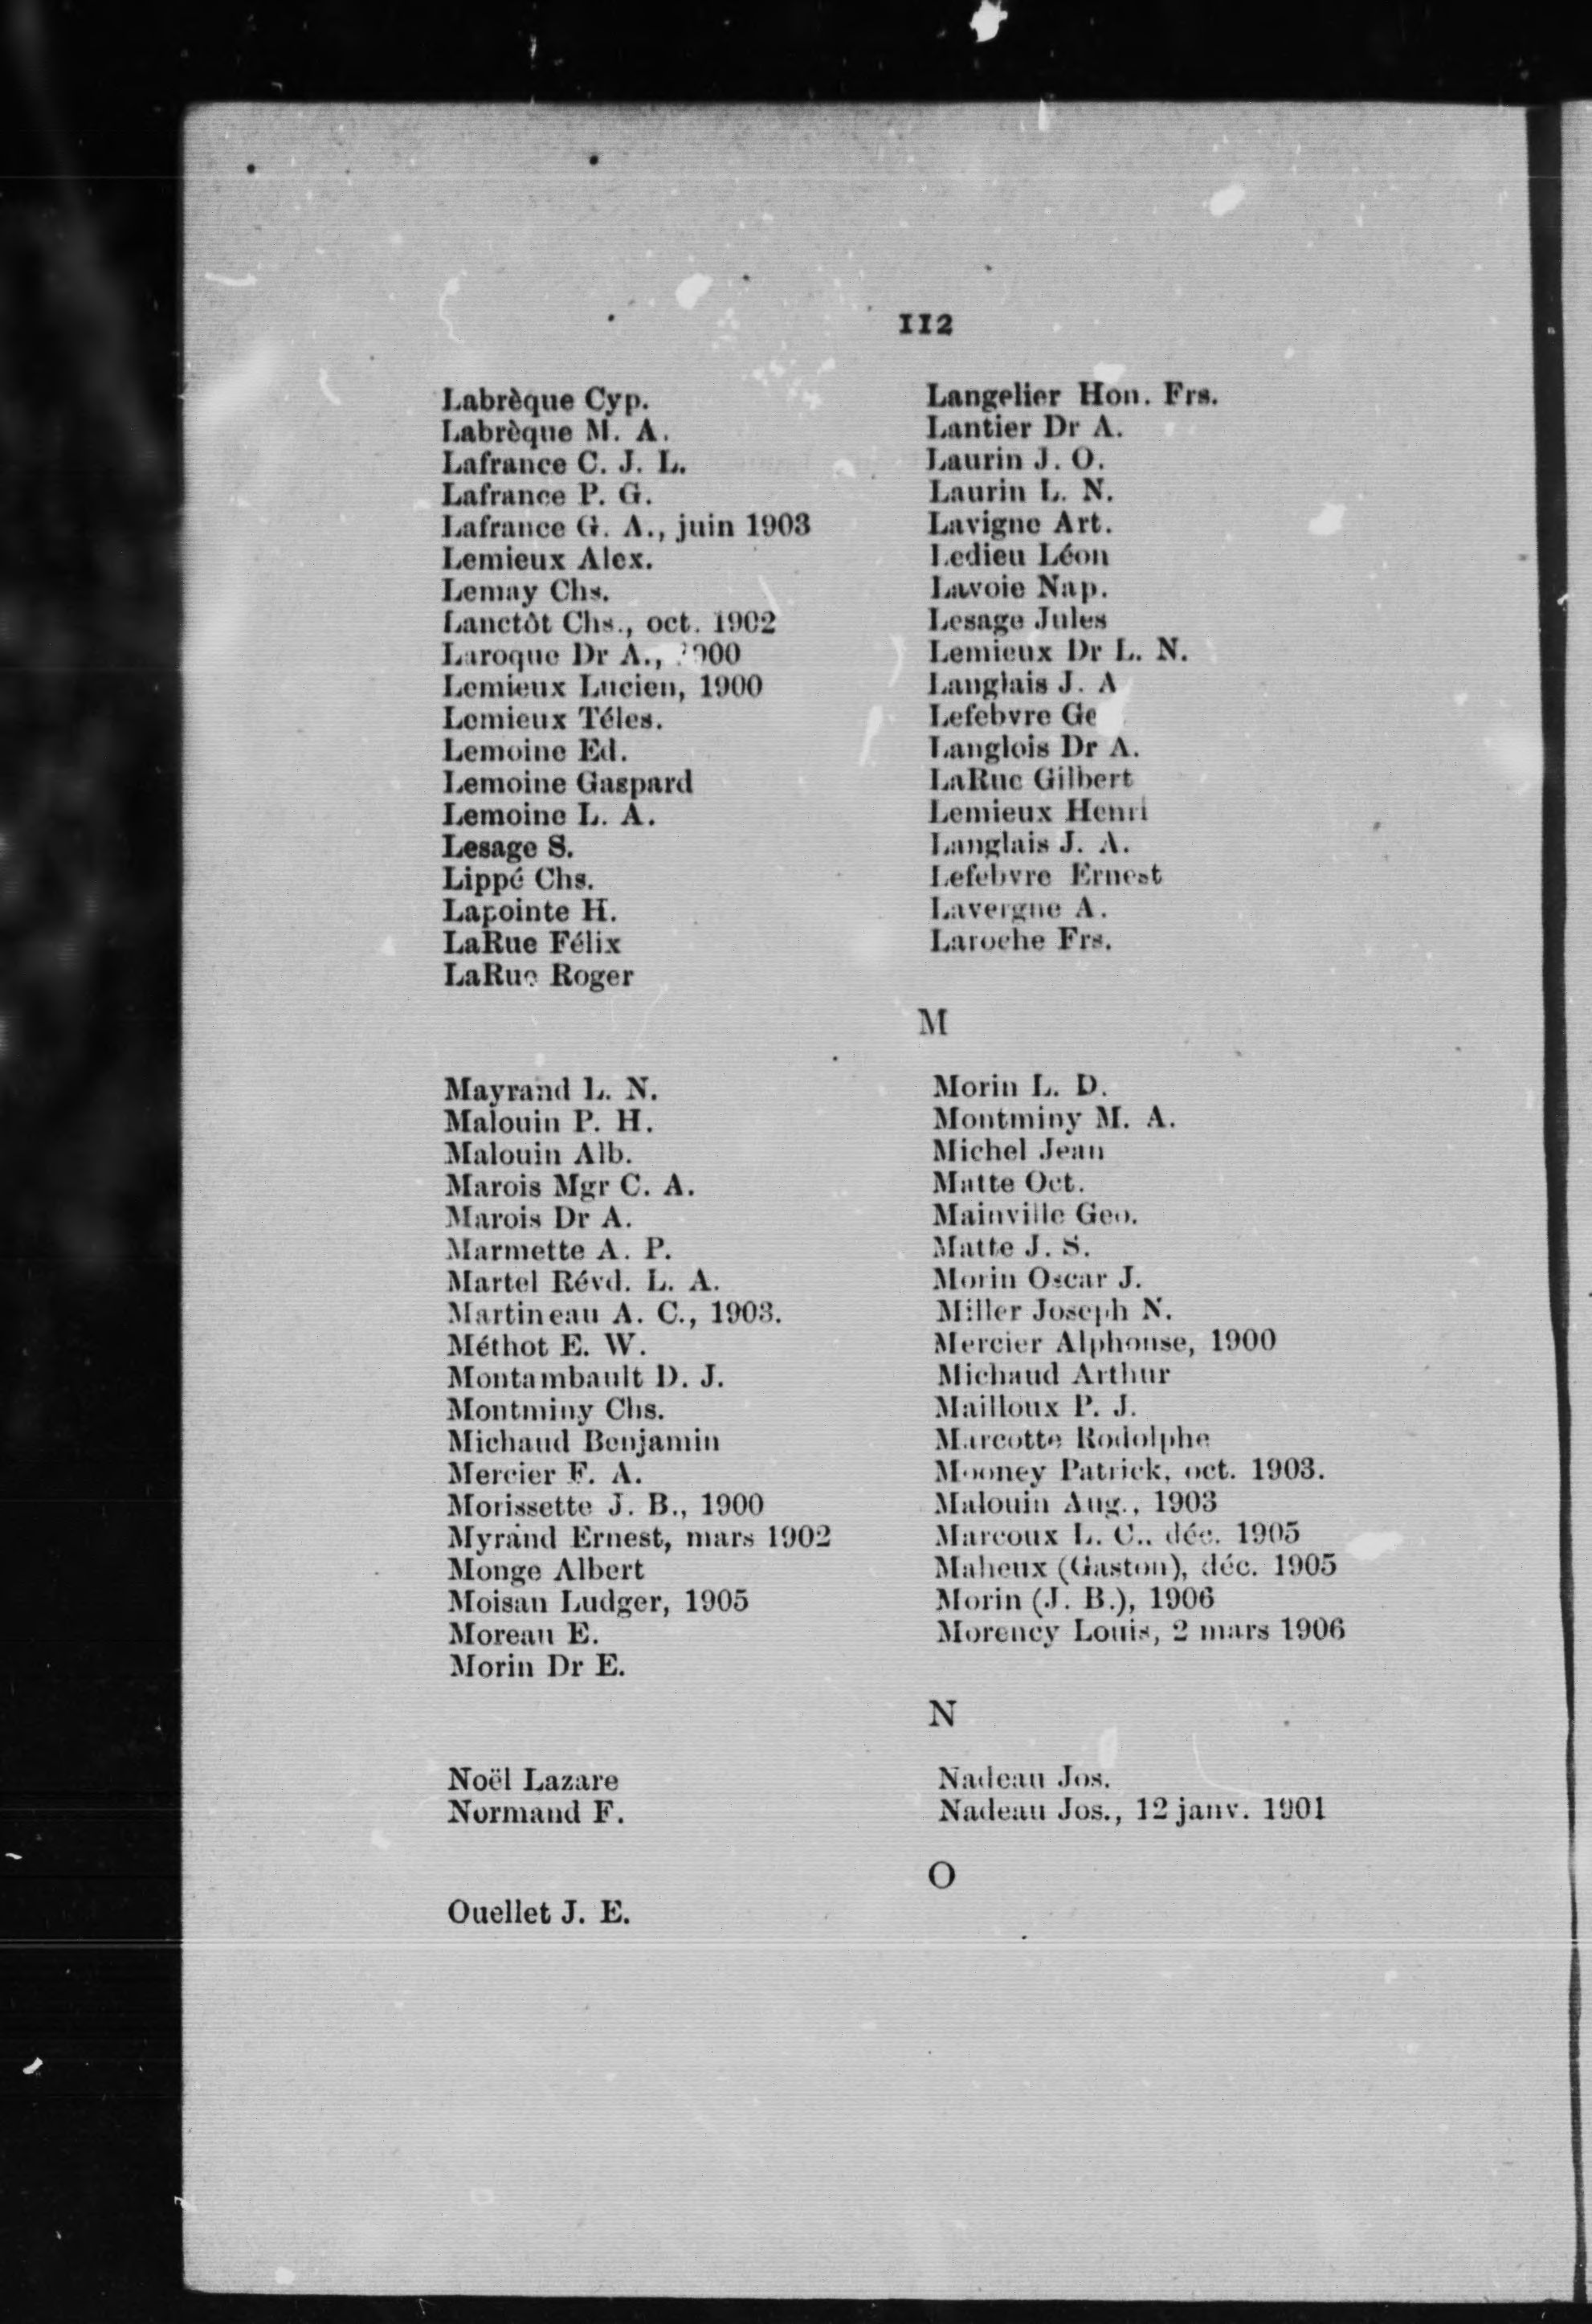 112
Labrèque Cyp.
Labrèque M. A.
Lafrance C. J. L.
Lafrance P. G.
Lafrance G. A., juin 1903
Lemieux Alex.
Lemay Chs.
Lanctôt Chs., oct. 1902
Laroque Dr A.,
Lemieux Lucien, 1900
Lemieux Téles.
Lemoine Ed.
Lemoine Gaspard
Lemoine L. A.
Lesage S.
Lippé Chs.
Lapointe H.
LaRue Félix
LaRue Roger
Langelier Hon. Frs.
Lantier Dr A.
Laurin J. O.
Laurin L. N.
Lavigne Art.
Ledieu Léon
Lavoie Nap.
Lesage Jules
Lemieux Dr L. N.
Langlais J. A
Lefebvre
Langlois Dr A.
LaRue Gilbert
Lemieux Henri
Langlais J. A.
Lefebvre Ernest
Lavergne A.
Laroche Frs.
M
Mayrand L. N.
Malouin P. H.
Malouin Alb.
Marois Mgr C. A.
Marois Dr A.
Marmette A. P.
Martel Révd. L. A.
Martineau A. C., 1903.
Méthot E. W.
Montambault D. J.
Montminy Chs.
Michaud Benjamin
Mercier F. A.
Morissette J. B., 1900
Myrand Ernest, mars 1902
Monge Albert
Moisan Ludger, 1905
Moreau E.
Morin Dr E.
Morin L. D.
Montminy M. A.
Michel Jean
Matte Oct.
Mainville Geo.
Matte J. S.
Morin Oscar J.
Miller Joseph N.
Mercier Alphonse, 1900
Michaud Arthur
Mailloux P. J.
Marcotte Rodolphe
Mooney Patrick, oct. 1903.
Malouin Aug., 1903
Marcoux L. C.. déc. 1905
Maheux (Gaston), déc. 1905
Morin (J. B.), 1906
Morency Louis, 2 mars 1906
N
Noël Lazare
Normand F.
Nadeau Jos.
Nadeau Jos., 12 janv. 1901
O
Ouellet J. E.